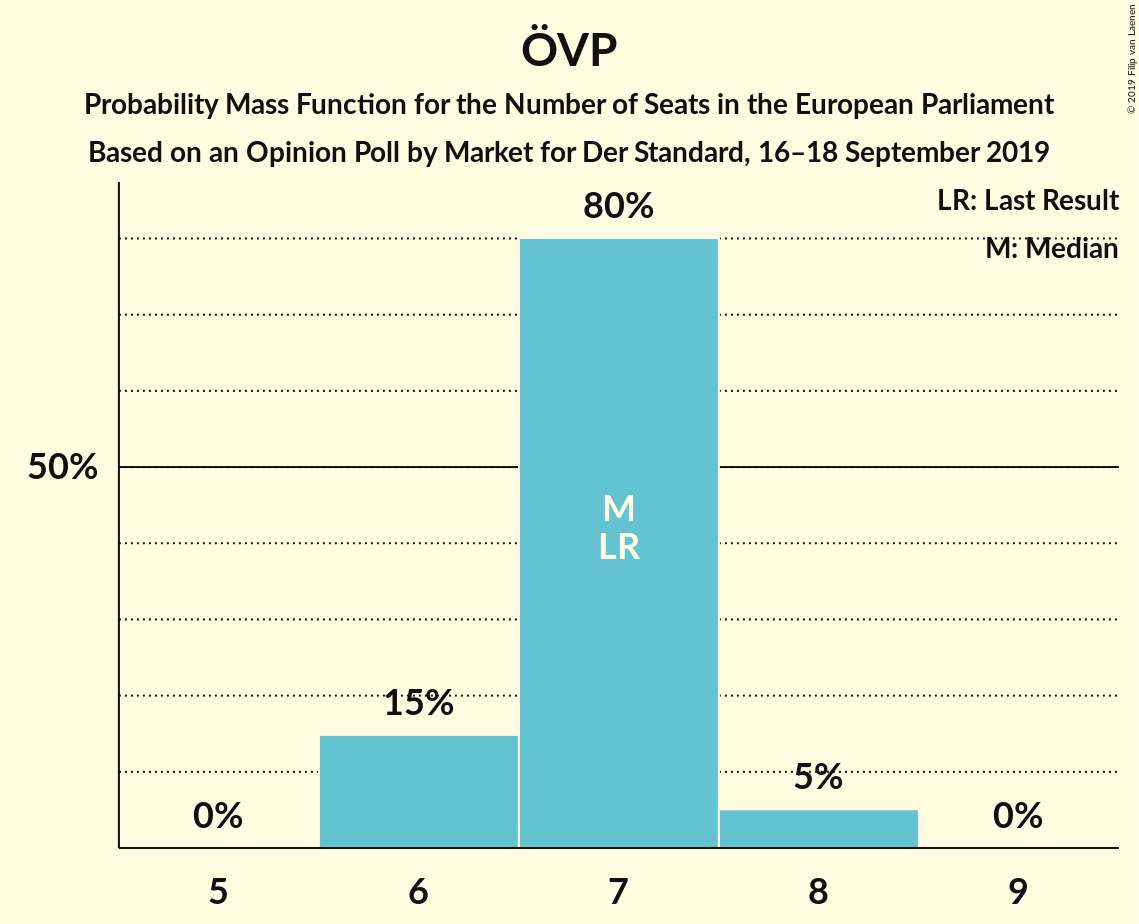 ÖVP
Probability Mass Function for the Number of Seats in the European Parliament
Based on an Opinion Poll by Market for Der Standard, 16–18 September 2019
© 2019 Filip van Laenen
LR: Last Result
M: Median
80%
50%
M
LR
15%
5%
0%
0%
5 6 7 8 9